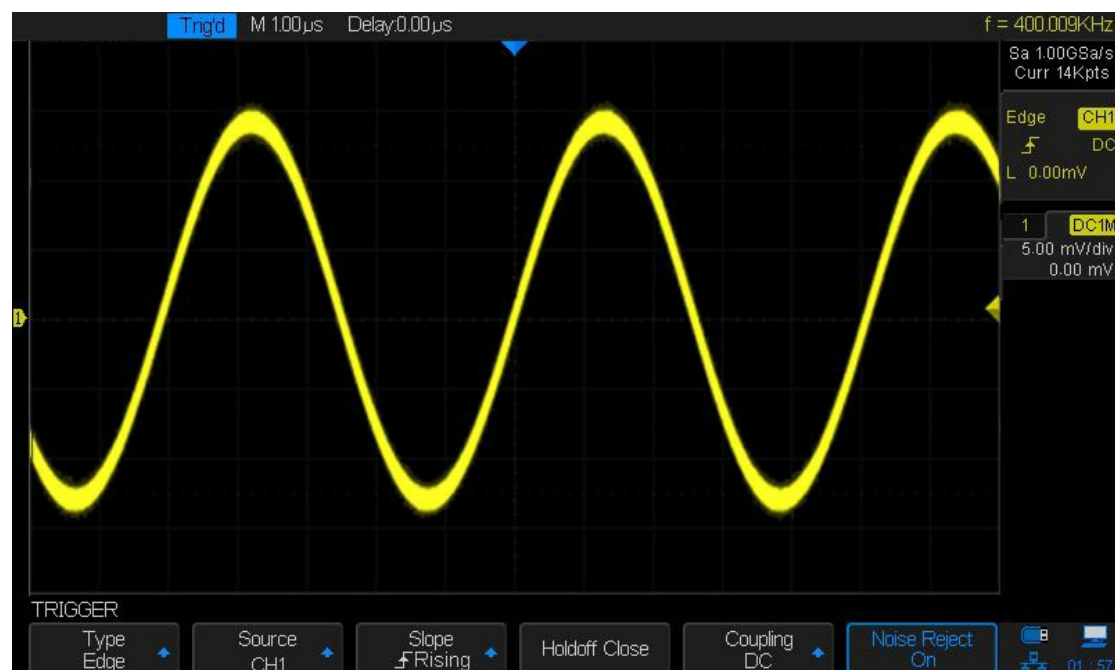 Trig'd M 1.00µs Delay:0.00µs f = 400.009KHz
Sa 1.00GSa/s
Curr 14Kpts
Edge CH1
DC
L 0.00mV
1 DC1M
5.00 mV/div
0.00 mV
1
TRIGGER
Type Source Slope Holdoff Close Coupling Noise Reject
Edge CH1 Rising DC On